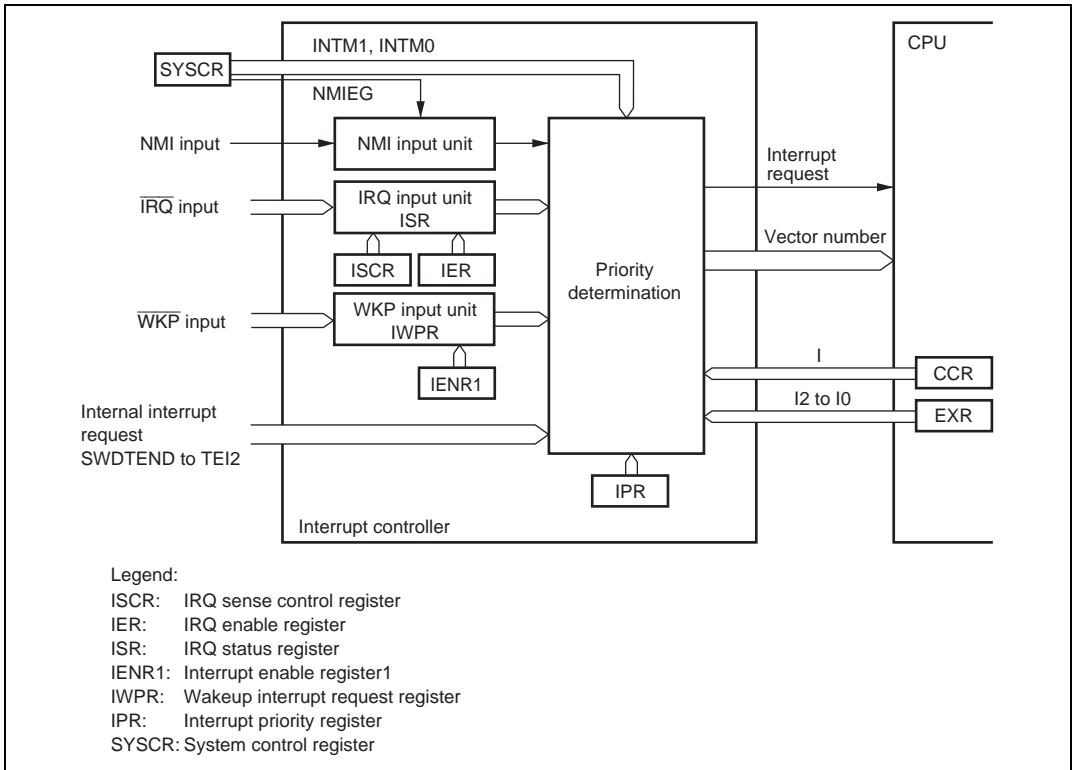 INTM1, INTM0
CPU
SYSCR
NMIEG
NMI input
NMI input unit
Interrupt
request
IRQ input
IRQ input unit
ISR
Vector number
ISCR
IER
Priority
determination
WKP input
WKP input unit
IWPR
I
CCR
IENR1
I2 to I0
EXR
Internal interrupt
request
SWDTEND to TEI2
IPR
Interrupt controller
Legend:
ISCR: IRQ sense control register
IER: IRQ enable register
ISR: IRQ status register
IENR1: Interrupt enable register1
IWPR: Wakeup interrupt request register
IPR: Interrupt priority register
SYSCR: System control register